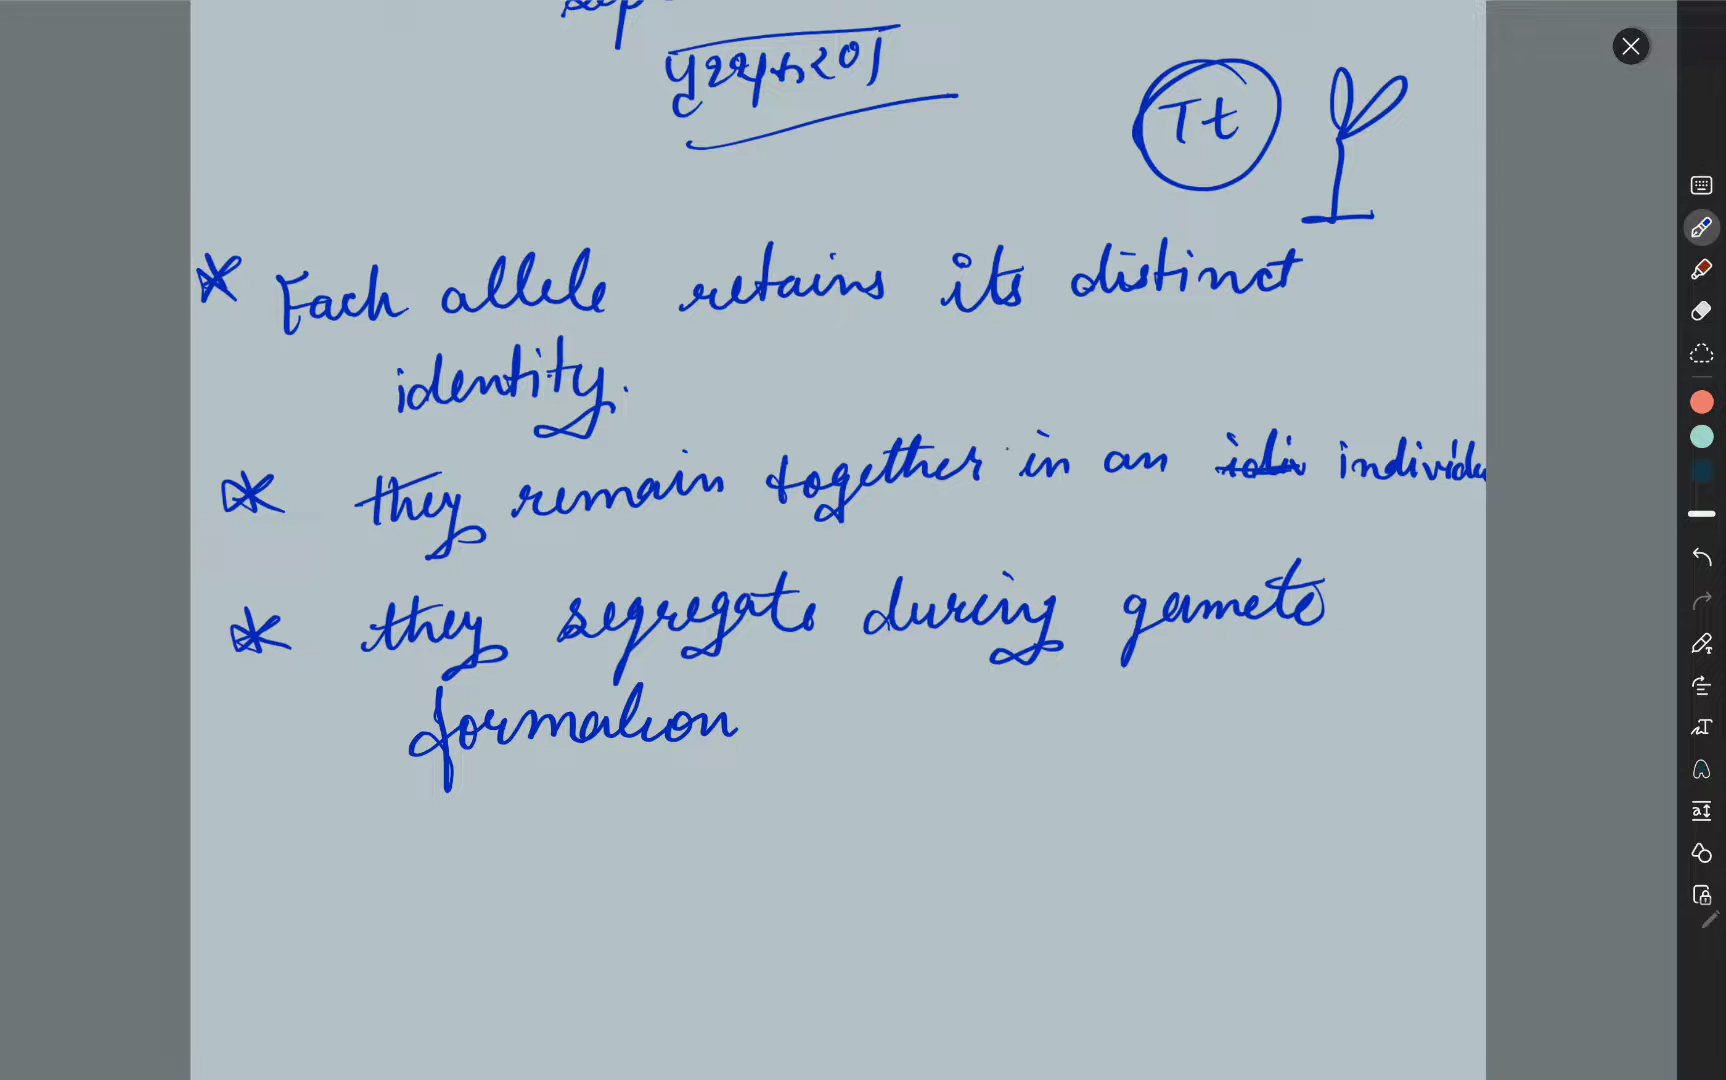 Tt
* Each allele retains its distinct
identity.
* they remain together in an individu
* they segregate during gamete
formation